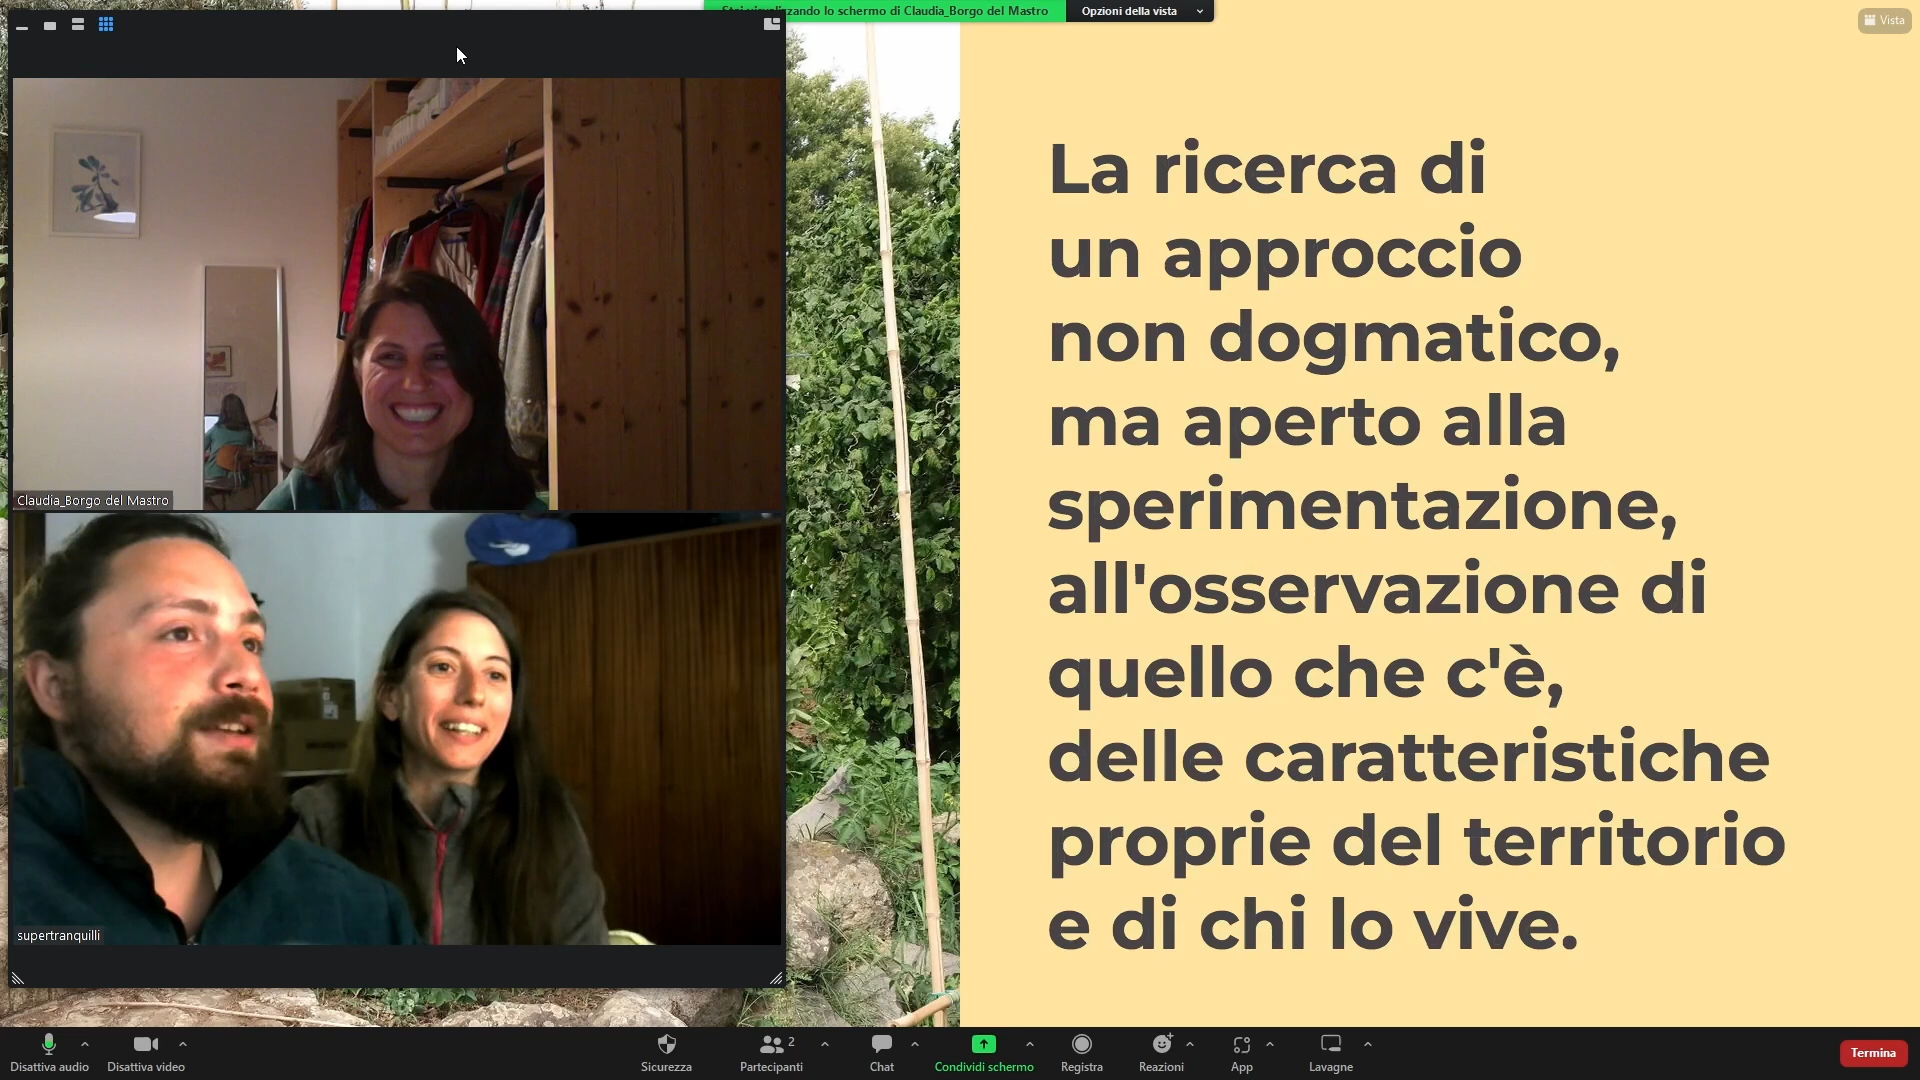 zando lo schermo di Claudia_Borgo del Mastro
Opzioni della vista
Vista
Claudia_Borgo del Mastro
supertranquilli
La ricerca di
un approccio
non dogmatico,
ma aperto alla
sperimentazione,
all'osservazione di
quello che c'è,
delle caratteristiche
proprie del territorio
e di chi lo vive.
Disattiva audio
Disattiva video
Sicurezza
Partecipanti
2
Chat
Condividi schermo
Registra
Reazioni
App
Lavagne
Termina